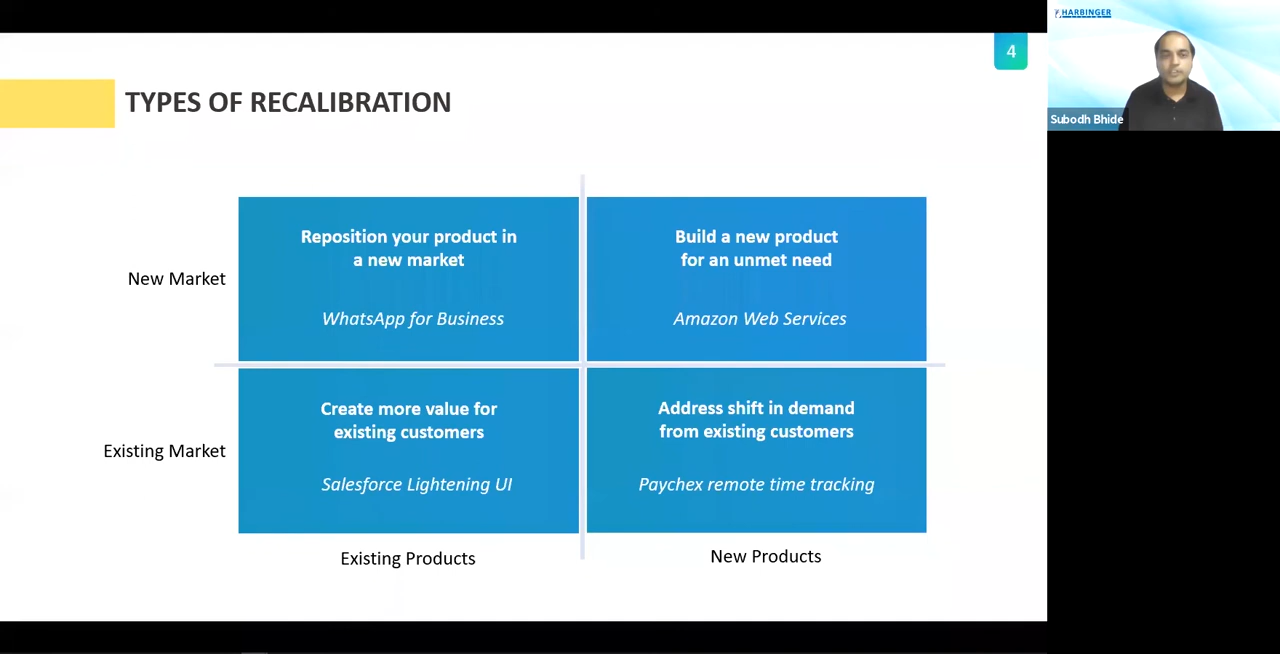 4
HARBINGER
TYPES OF RECALIBRATION
Subodh Bhide
New Market
Reposition your product in
a new market
WhatsApp for Business
Build a new product
for an unmet need
Amazon Web Services
Existing Market
Create more value for
existing customers
Salesforce Lightening UI
Address shift in demand
from existing customers
Paychex remote time tracking
Existing Products
New Products